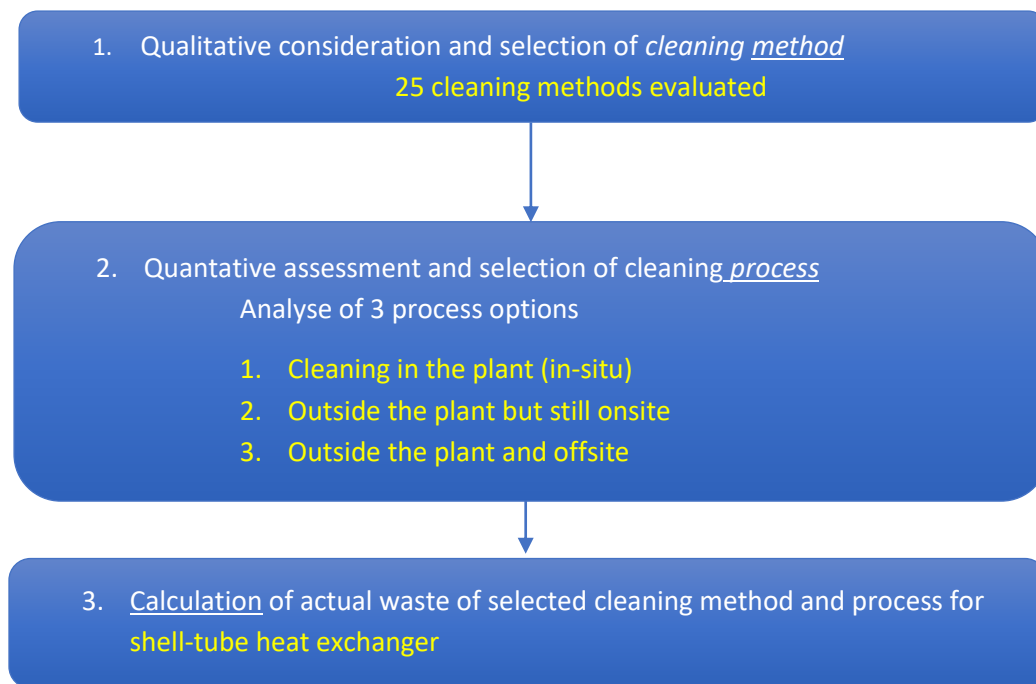 1. Qualitative consideration and selection of cleaning method
25 cleaning methods evaluated
2. Quantative assessment and selection of cleaning process
Analyse of 3 process options
1. Cleaning in the plant (in-situ)
2. Outside the plant but still onsite
3. Outside the plant and offsite
3. Calculation of actual waste of selected cleaning method and process for
shell-tube heat exchanger